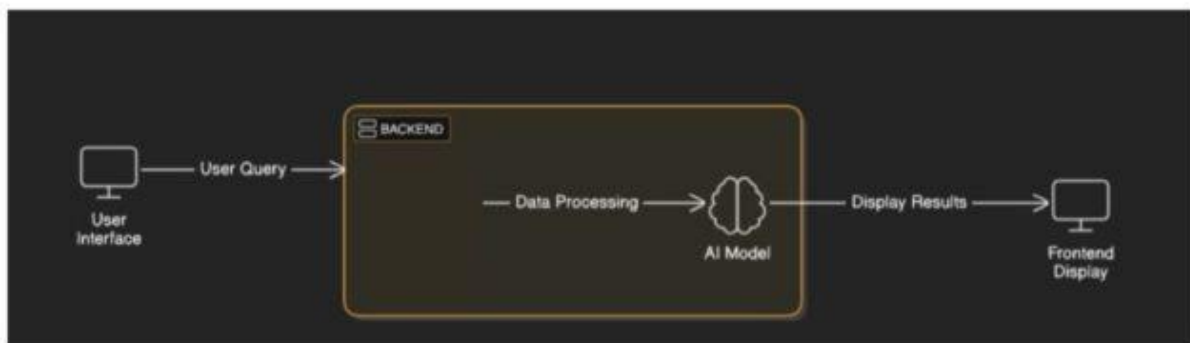 BACKEND
User Query
Data Processing
Display Results
User
Interface
AI Model
Frontend
Display